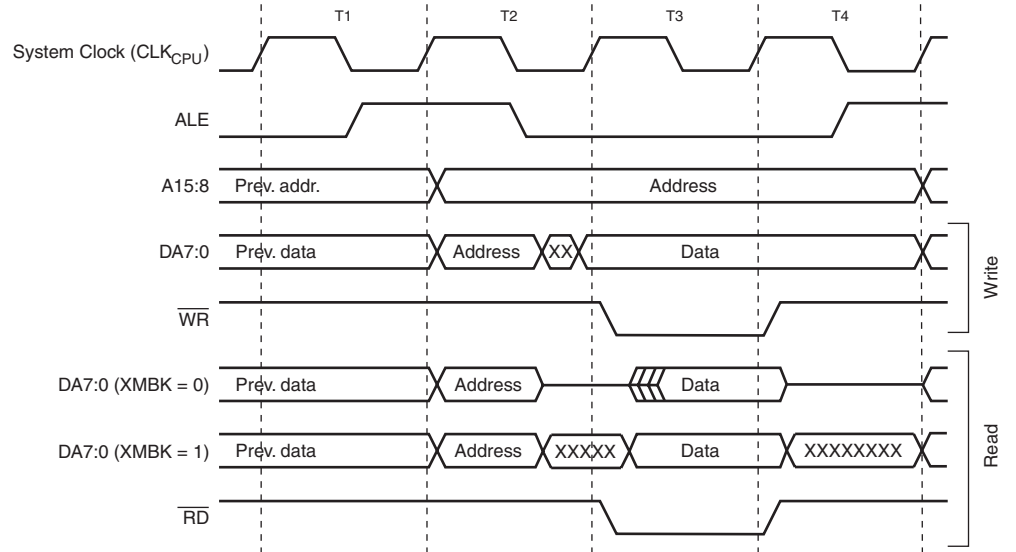 T1 T2 T3 T4
System Clock (CLKCPU)
ALE
A15:8 Prev. addr. Address
DA7:0 Prev. data Address XX Data
WR
Write
DA7:0 (XMBK = 0) Prev. data Address Data
DA7:0 (XMBK = 1) Prev. data Address XXXXX Data XXXXXXXX
RD
Read